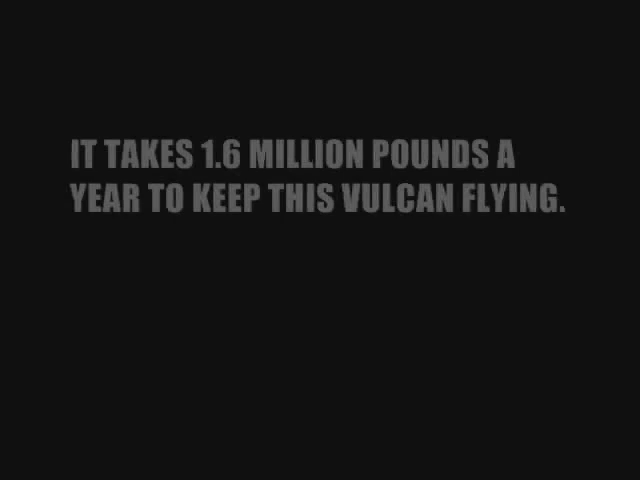 IT TAKES 1.6 MILLION POUNDS A
YEAR TO KEEP THIS VULCAN FLYING.